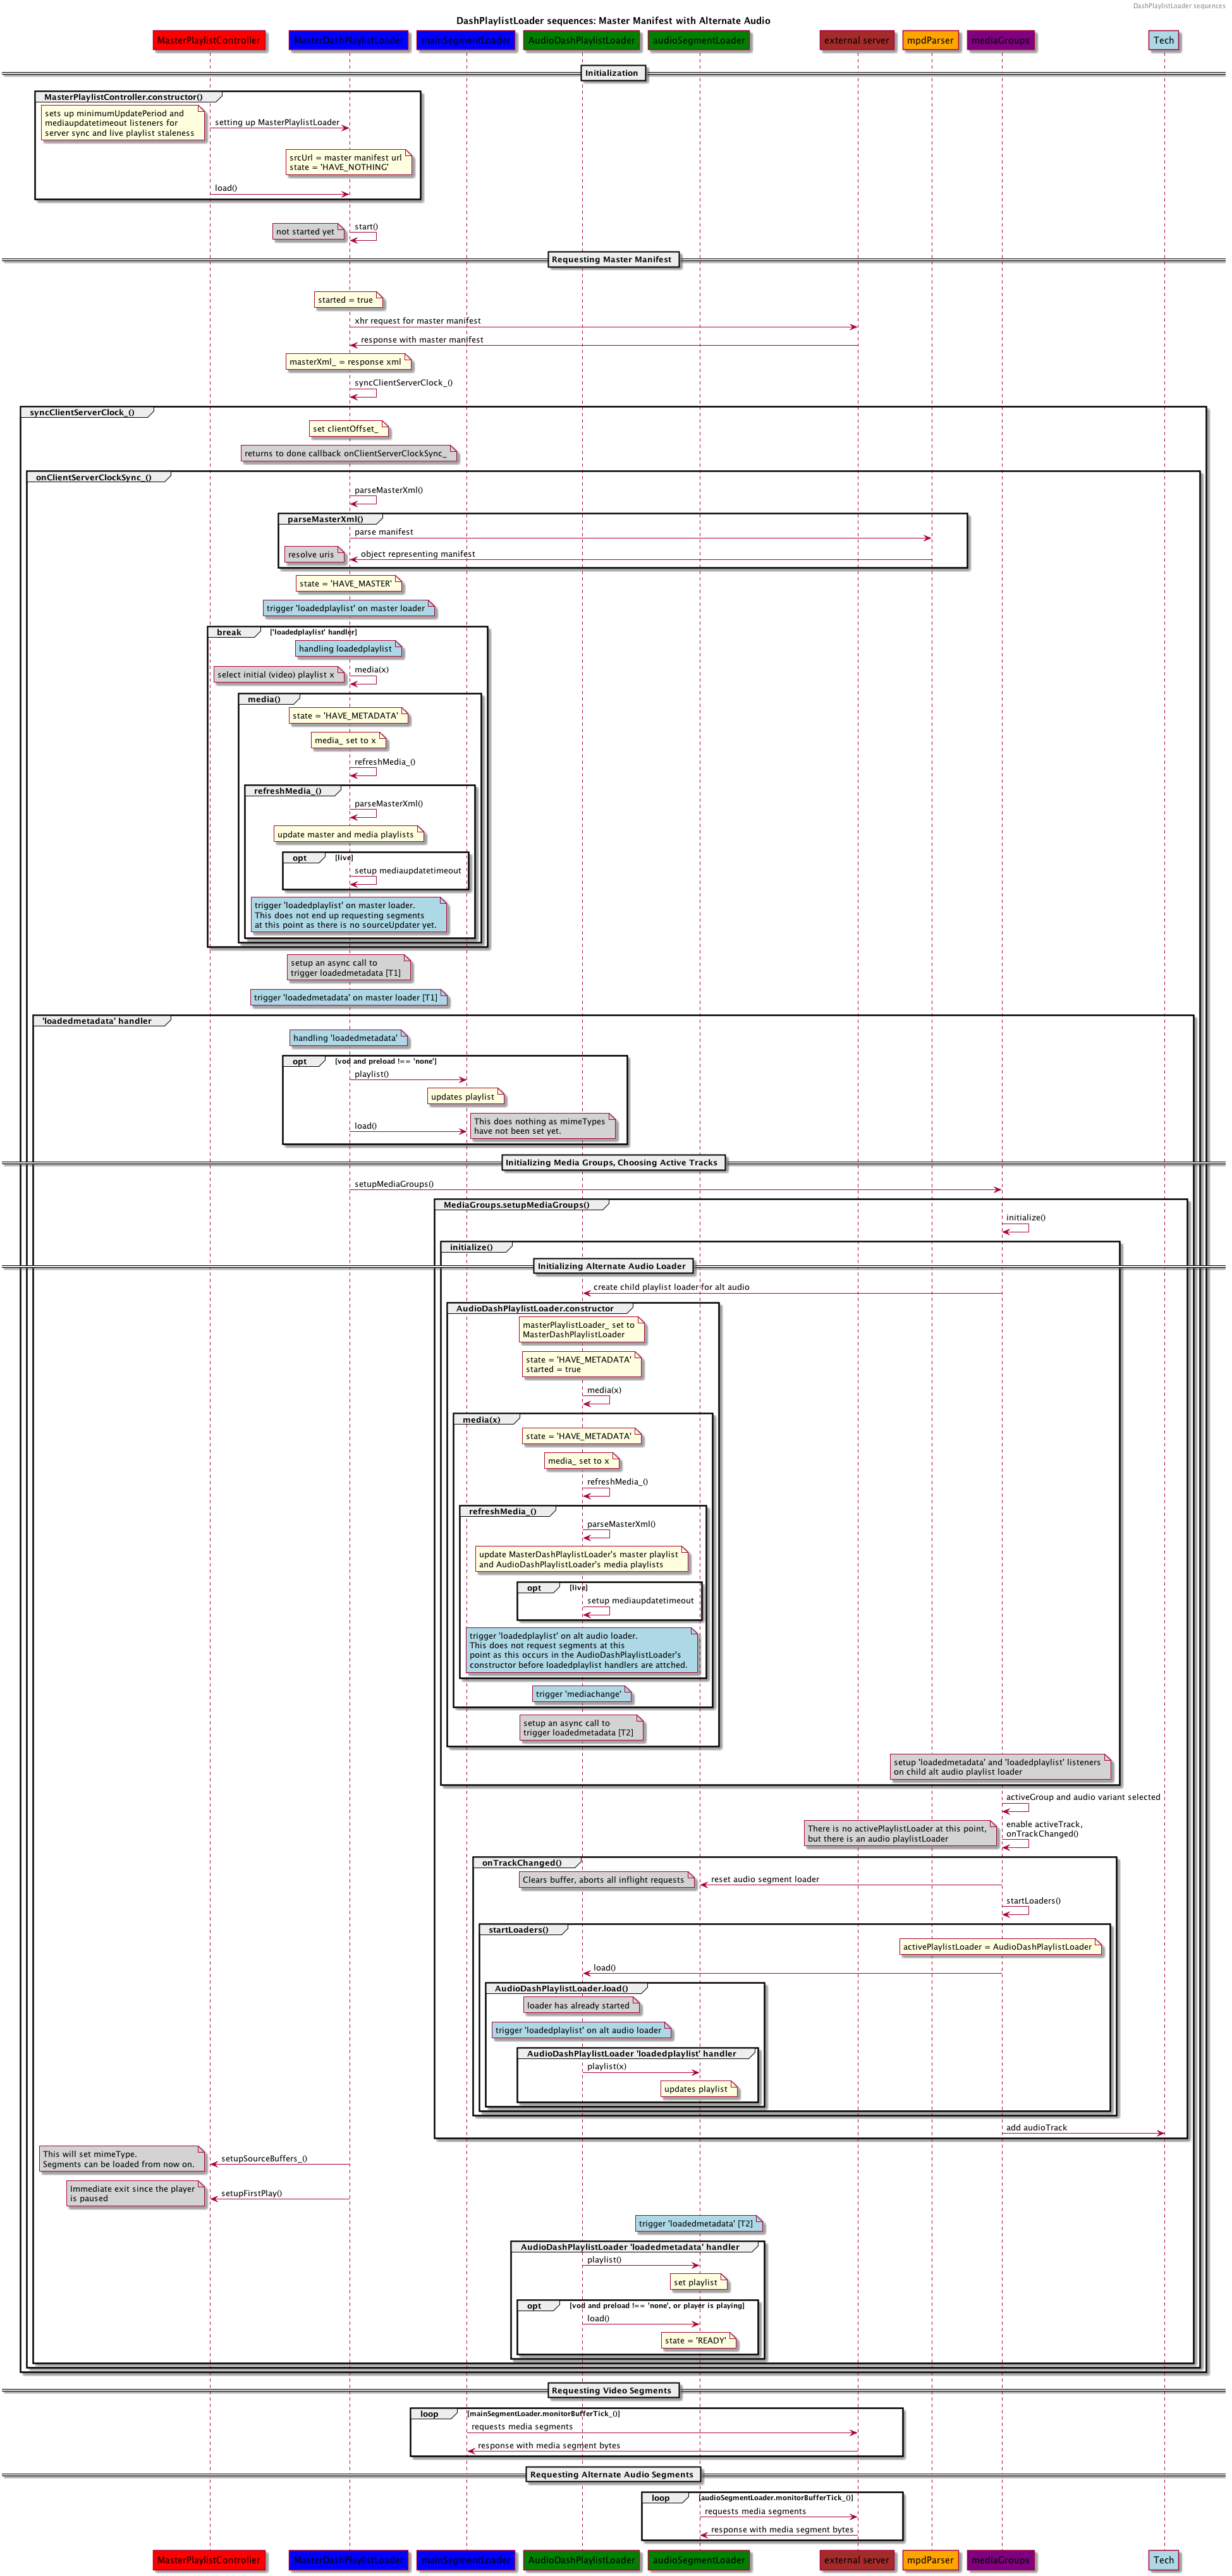 DashPlaylistLoader sequences
DashPlaylistLoader sequences: Master Manifest with Alternate Audio
MasterPlaylistController
MasterDashPlaylistLoader
mainSegmentLoader
AudioDashPlaylistLoader
audioSegmentLoader
external server
mpdParser
mediaGroups
Tech
Initialization
MasterPlaylistController.constructor()
sets up minimumUpdatePeriod and
mediaupdatetimeout listeners for
server sync and live playlist staleness
setting up MasterPlaylistLoader
srcUrl = master manifest url
state = 'HAVE_NOTHING'
load()
not started yet
start()
Requesting Master Manifest
started = true
xhr request for master manifest
response with master manifest
masterXml_ = response xml
syncClientServerClock_()
syncClientServerClock_()
set clientOffset_
returns to done callback onClientServerClockSync_
onClientServerClockSync_()
parseMasterXml()
parseMasterXml()
parse manifest
resolve uris
object representing manifest
state = 'HAVE_MASTER'
trigger 'loadedplaylist' on master loader
break
['loadedplaylist' handler]
handling loadedplaylist
select initial (video) playlist x
media(x)
media()
state = 'HAVE_METADATA'
media_ set to x
refreshMedia_()
refreshMedia_()
parseMasterXml()
update master and media playlists
opt
[live]
setup mediaupdatetimeout
trigger 'loadedplaylist' on master loader.
This does not end up requesting segments
at this point as there is no sourceUpdater yet.
setup an async call to
trigger loadedmetadata [T1]
trigger 'loadedmetadata' on master loader [T1]
'loadedmetadata' handler
handling 'loadedmetadata'
opt
[vod and preload !== 'none']
playlist()
updates playlist
load()
This does nothing as mimeTypes
have not been set yet.
Initializing Media Groups, Choosing Active Tracks
setupMediaGroups()
MediaGroups.setupMediaGroups()
initialize()
initialize()
Initializing Alternate Audio Loader
create child playlist loader for alt audio
AudioDashPlaylistLoader.constructor
masterPlaylistLoader_ set to
MasterDashPlaylistLoader
state = 'HAVE_METADATA'
started = true
media(x)
media(x)
state = 'HAVE_METADATA'
media_ set to x
refreshMedia_()
refreshMedia_()
parseMasterXml()
update MasterDashPlaylistLoader's master playlist
and AudioDashPlaylistLoader's media playlists
opt
[live]
setup mediaupdatetimeout
trigger 'loadedplaylist' on alt audio loader.
This does not request segments at this
point as this occurs in the AudioDashPlaylistLoader's
constructor before loadedplaylist handlers are attched.
trigger 'mediachange'
setup an async call to
trigger loadedmetadata [T2]
setup 'loadedmetadata' and 'loadedplaylist' listeners
on child alt audio playlist loader
activeGroup and audio variant selected
There is no activePlaylistLoader at this point,
but there is an audio playlistLoader
enable activeTrack,
onTrackChanged()
onTrackChanged()
Clears buffer, aborts all inflight requests
reset audio segment loader
startLoaders()
startLoaders()
activePlaylistLoader = AudioDashPlaylistLoader
load()
AudioDashPlaylistLoader.load()
loader has already started
trigger 'loadedplaylist' on alt audio loader
AudioDashPlaylistLoader 'loadedplaylist' handler
playlist(x)
updates playlist
add audioTrack
This will set mimeType.
Segments can be loaded from now on.
setupSourceBuffers_()
Immediate exit since the player
is paused
setupFirstPlay()
trigger 'loadedmetadata' [T2]
AudioDashPlaylistLoader 'loadedmetadata' handler
playlist()
set playlist
opt
[vod and preload !== 'none', or player is playing]
load()
state = 'READY'
Requesting Video Segments
loop
[mainSegmentLoader.monitorBufferTick_()]
requests media segments
response with media segment bytes
Requesting Alternate Audio Segments
loop
[audioSegmentLoader.monitorBufferTick_()]
requests media segments
response with media segment bytes
MasterPlaylistController
MasterDashPlaylistLoader
mainSegmentLoader
AudioDashPlaylistLoader
audioSegmentLoader
external server
mpdParser
mediaGroups
Tech